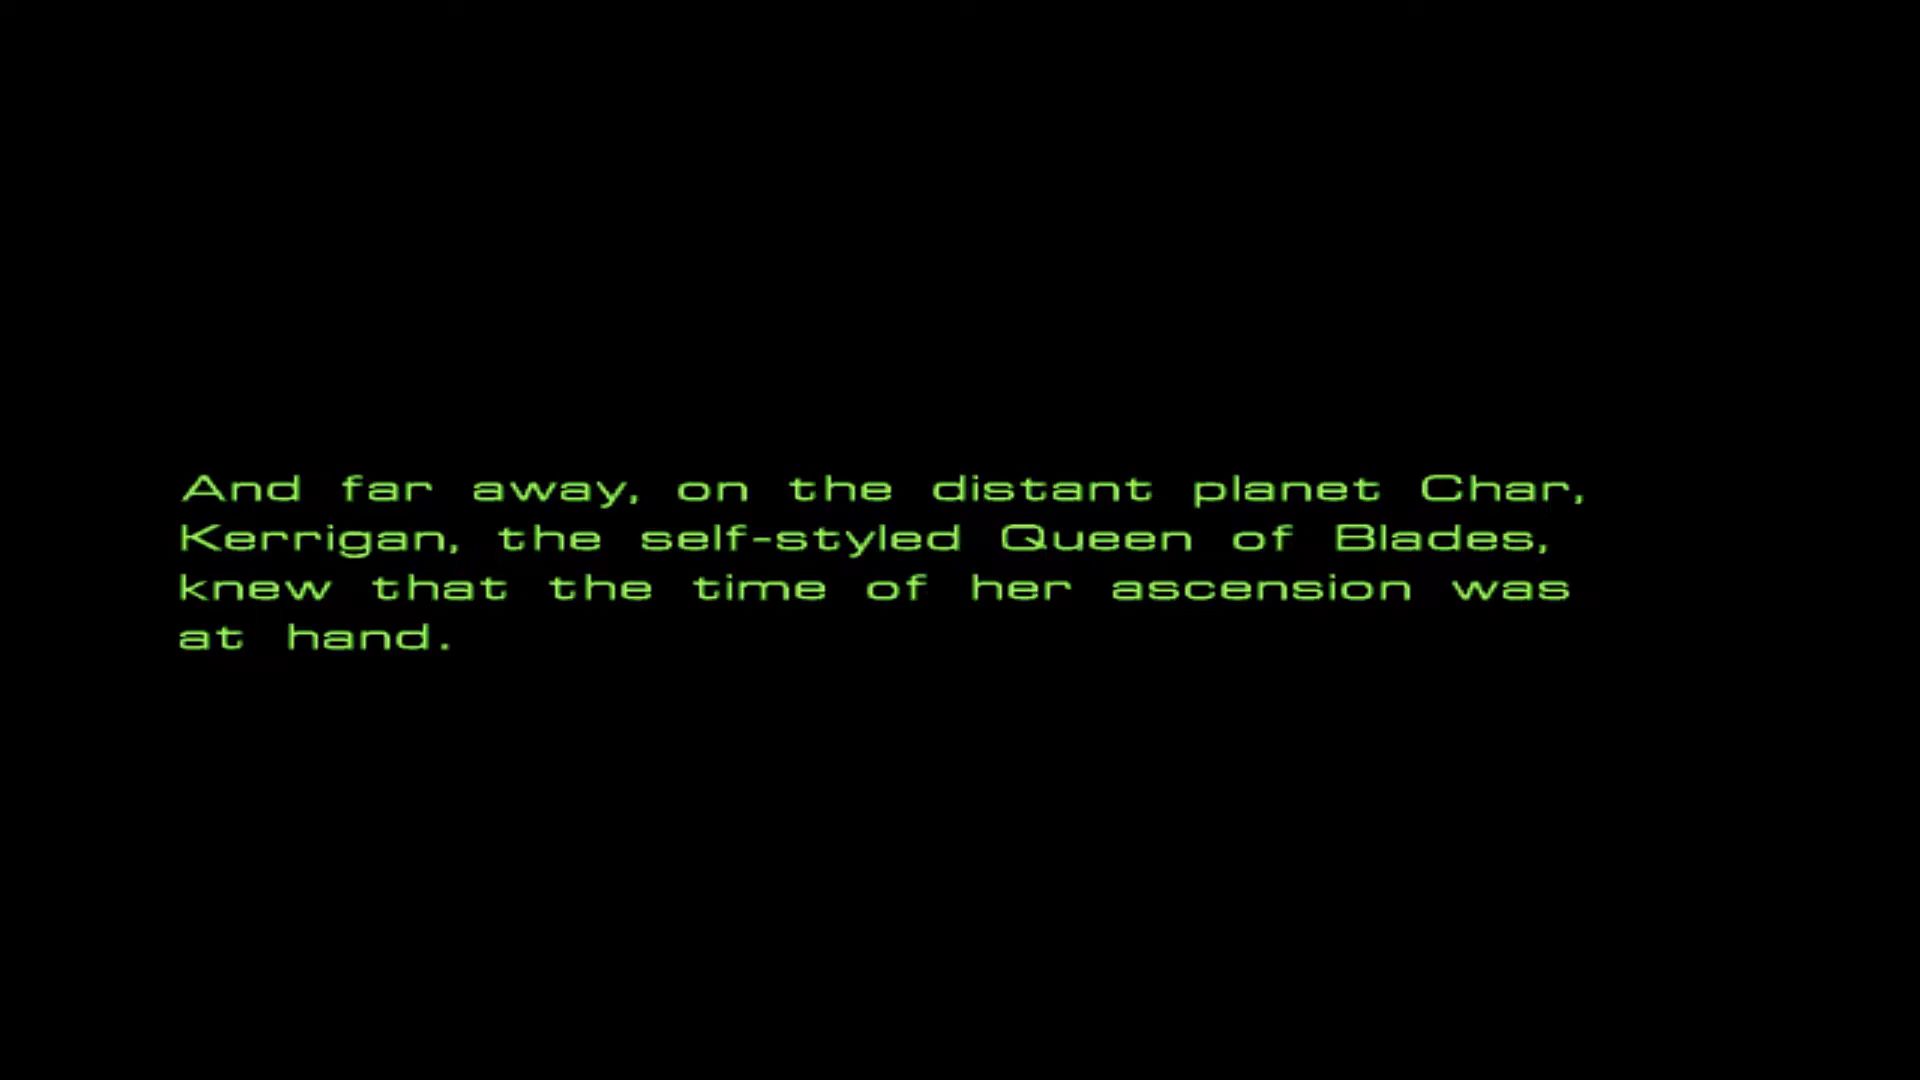 And far away, on the distant planet Char,
Kerrigan, the self-styled Queen of Blades,
knew that the time of her ascension was
at hand.